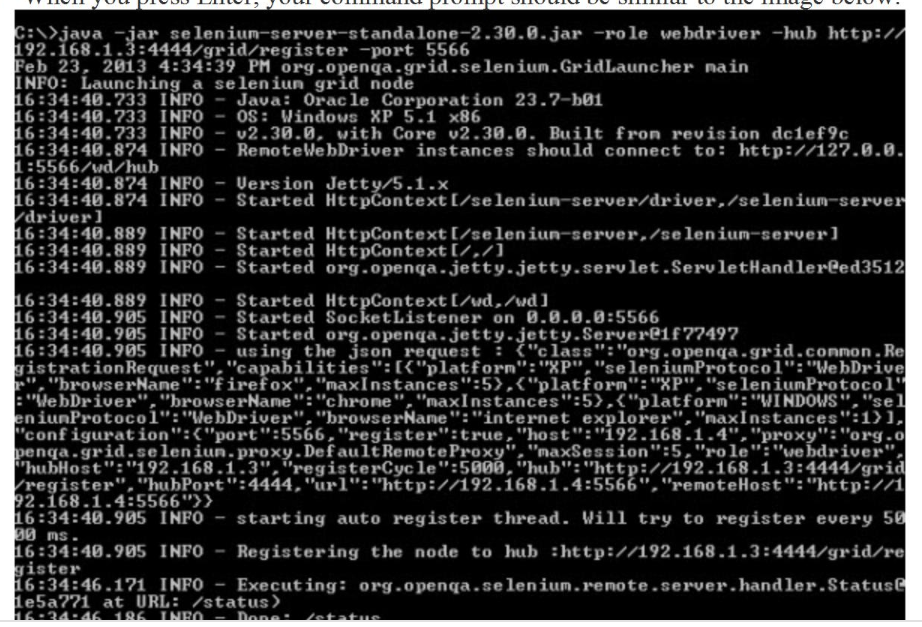 When you press Enter, your command prompt should be similar to the image below.
C:\>java -jar selenium-server-standalone-2.30.0.jar -role webdriver -hub http://
192.168.1.3:4444/grid/register -port 5566
Feb 23, 2013 4:34:39 PM org.openqa.grid.selenium.GridLauncher main
INFO: Launching a selenium grid node
16:34:40.733 INFO - Java: Oracle Corporation 23.7-b01
16:34:40.733 INFO - OS: Windows XP 5.1 x86
16:34:40.733 INFO - v2.30.0, with Core v2.30.0. Built from revision dc1ef9c
16:34:40.874 INFO - RemoteWebDriver instances should connect to: http://127.0.0.
1:5566/wd/hub
16:34:40.874 INFO - Version Jetty/5.1.x
16:34:40.874 INFO - Started HttpContext[/selenium-server/driver,/selenium-server
/driver]
16:34:40.889 INFO - Started HttpContext[/selenium-server,/selenium-server]
16:34:40.889 INFO - Started HttpContext[/,/]
16:34:40.889 INFO - Started org.openqa.jetty.jetty.servlet.ServletHandler@ed3512
16:34:40.889 INFO - Started HttpContext[/wd,/wd]
16:34:40.905 INFO - Started SocketListener on 0.0.0.0:5566
16:34:40.905 INFO - Started org.openqa.jetty.jetty.Server@1f77497
16:34:40.905 INFO - using the json request : {"class":"org.openqa.grid.common.Re
gistrationRequest","capabilities":[{"platform":"XP","seleniumProtocol":"WebDrive
r","browserName":"firefox","maxInstances":5},{"platform":"XP","seleniumProtocol"
:"WebDriver","browserName":"chrome","maxInstances":5},{"platform":"WINDOWS","sel
eniumProtocol":"WebDriver","browserName":"internet explorer","maxInstances":1}],
"configuration":{"port":5566,"register":true,"host":"192.168.1.4","proxy":"org.o
penqa.grid.selenium.proxy.DefaultRemoteProxy","maxSession":5,"role":"webdriver",
"hubHost":"192.168.1.3","registerCycle":5000,"hub":"http://192.168.1.3:4444/grid
/register","hubPort":4444,"url":"http://192.168.1.4:5566","remoteHost":"http://1
92.168.1.4:5566"}}
16:34:40.905 INFO - starting auto register thread. Will try to register every 50
00 ms.
16:34:40.905 INFO - Registering the node to hub :http://192.168.1.3:4444/grid/re
gister
16:34:46.171 INFO - Executing: org.openqa.selenium.remote.server.handler.Status@
1e5a771 at URL: /status)
16:34:46.186 INFO - Done: /status